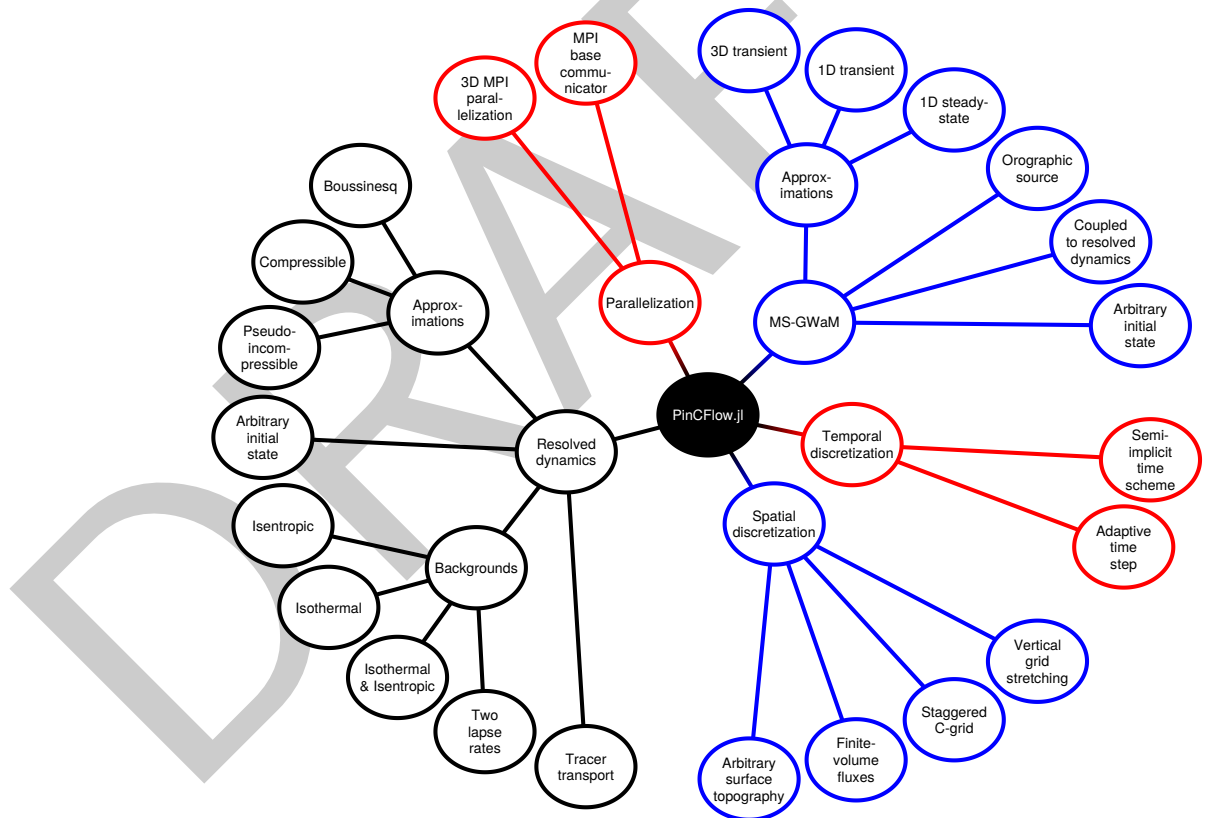 MPI
base
commu-
nicator
3D MPI
paral-
lelization
3D transient
1D transient
1D steady-
state
Orographic
source
Approx-
imations
Coupled
to resolved
dynamics
Arbitrary
initial
state
MS-GWaM
Parallelization
Boussinesq
Compressible
Pseudo-
incom-
pressible
Approx-
imations
Arbitrary
initial
state
Resolved
dynamics
PinCFlow.jl
Temporal
discretization
Semi-
implicit
time
scheme
Adaptive
time
step
Spatial
discretization
Vertical
grid
stretching
Staggered
C-grid
Finite-
volume
fluxes
Arbitrary
surface
topography
Isentropic
Backgrounds
Isothermal
Isothermal
& Isentropic
Two
lapse
rates
Tracer
transport
DRAF